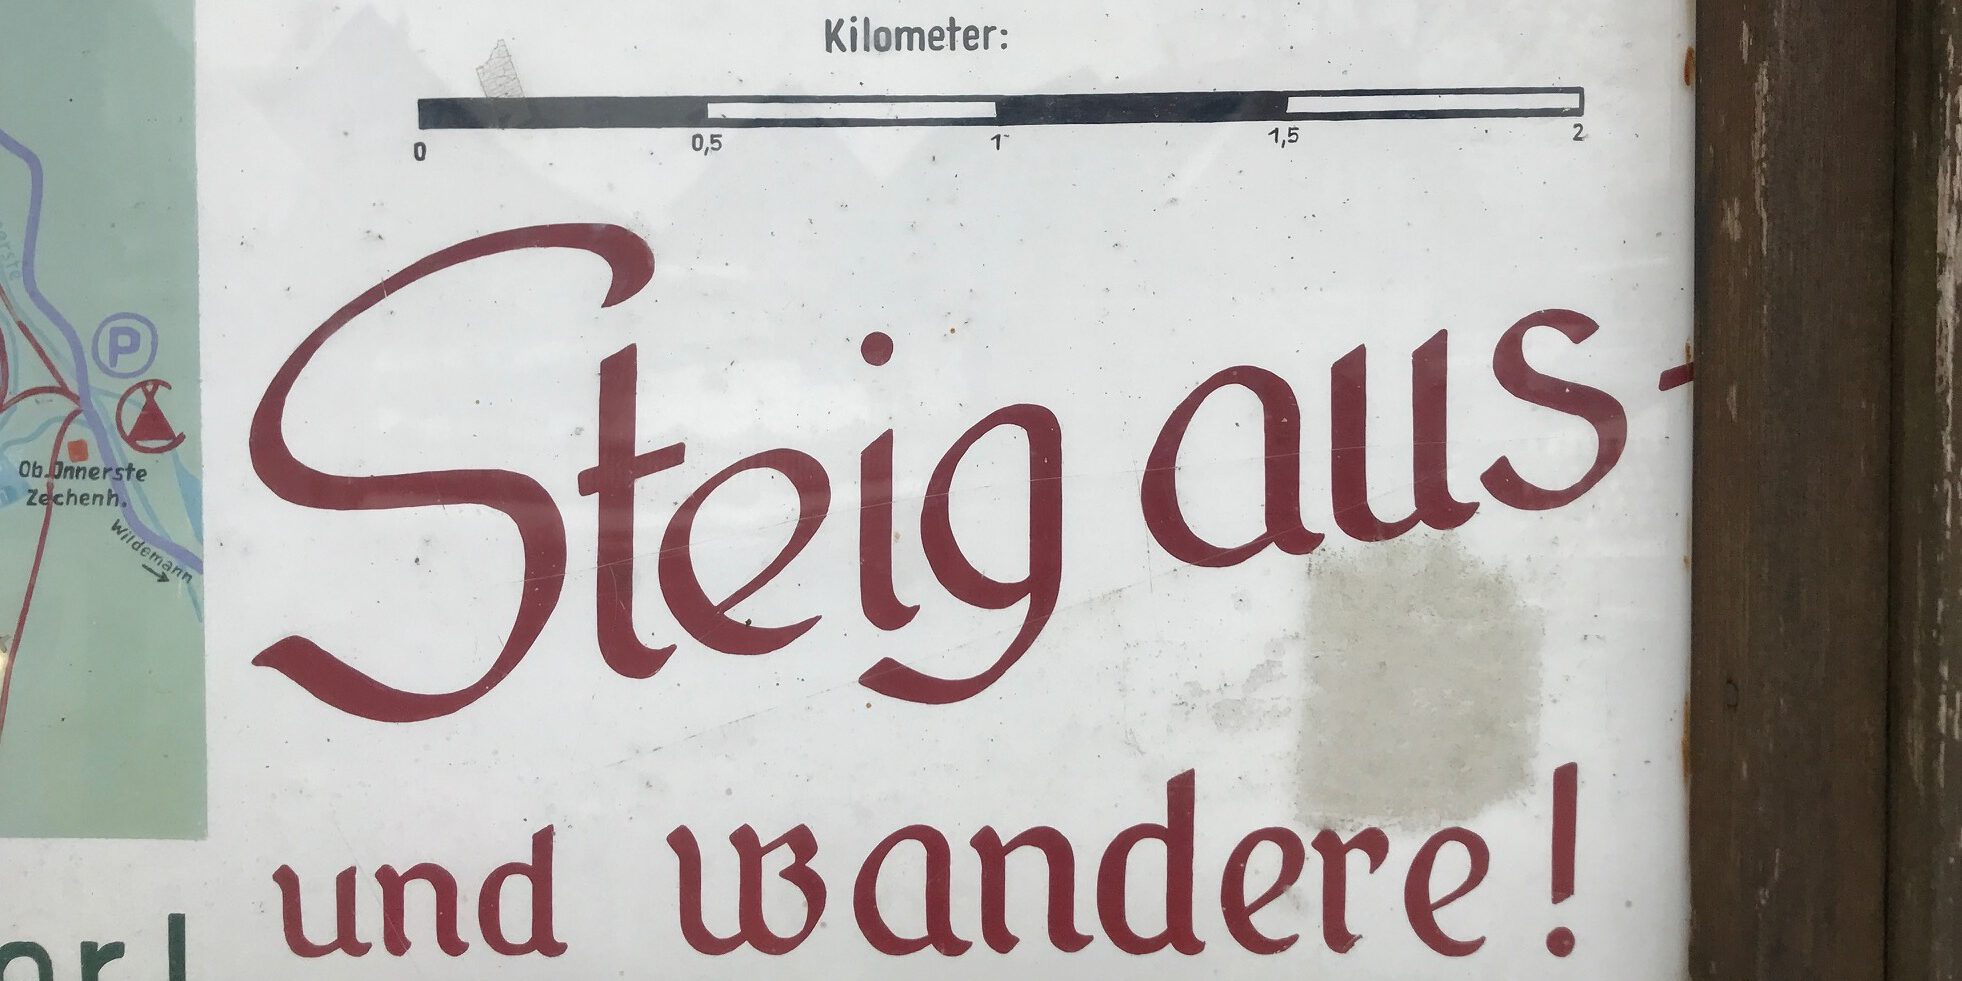 Kilometer:
0 0,5 1 1,5 2
Steig aus-
und wandere!
P
Ob. Innerste
Zechenh.
Wildemann